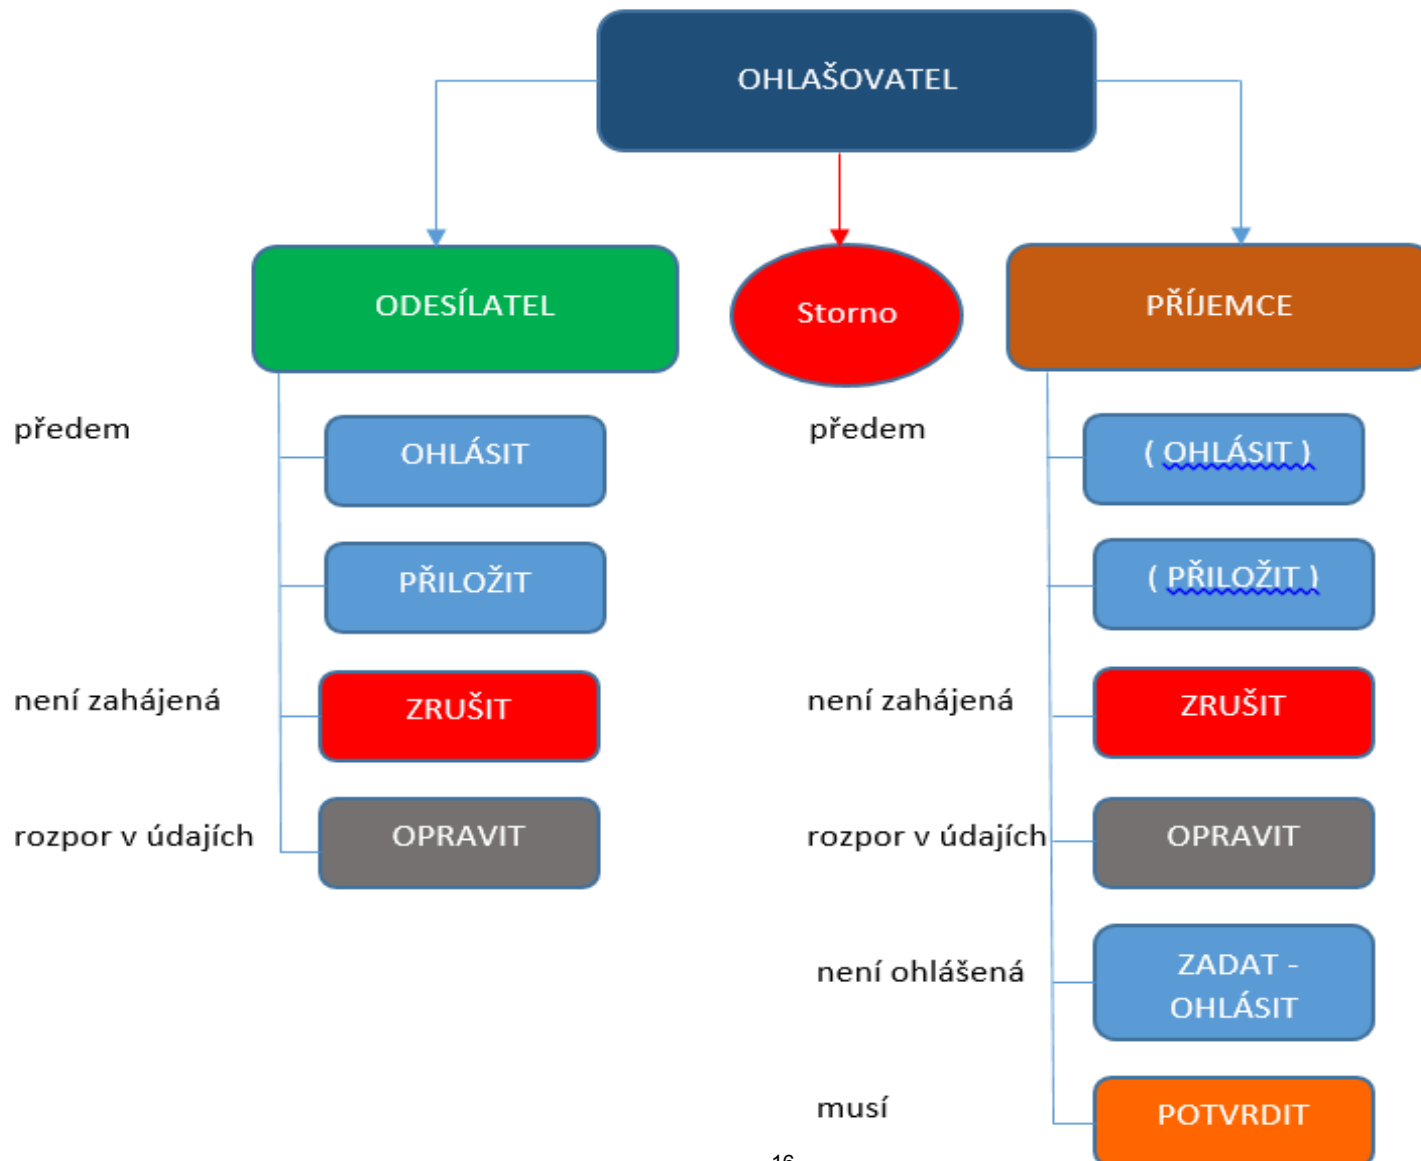 OHLAŠOVATEL
ODESÍLATEL
Storno
PŘÍJEMCE
předem
OHLÁSIT
předem
( OHLÁSIT )
PŘILOŽIT
( PŘILOŽIT )
není zahájená
ZRUŠIT
není zahájená
ZRUŠIT
rozpor v údajích
OPRAVIT
rozpor v údajích
OPRAVIT
není ohlášená
ZADAT -
OHLÁSIT
musí
POTVRDIT
16